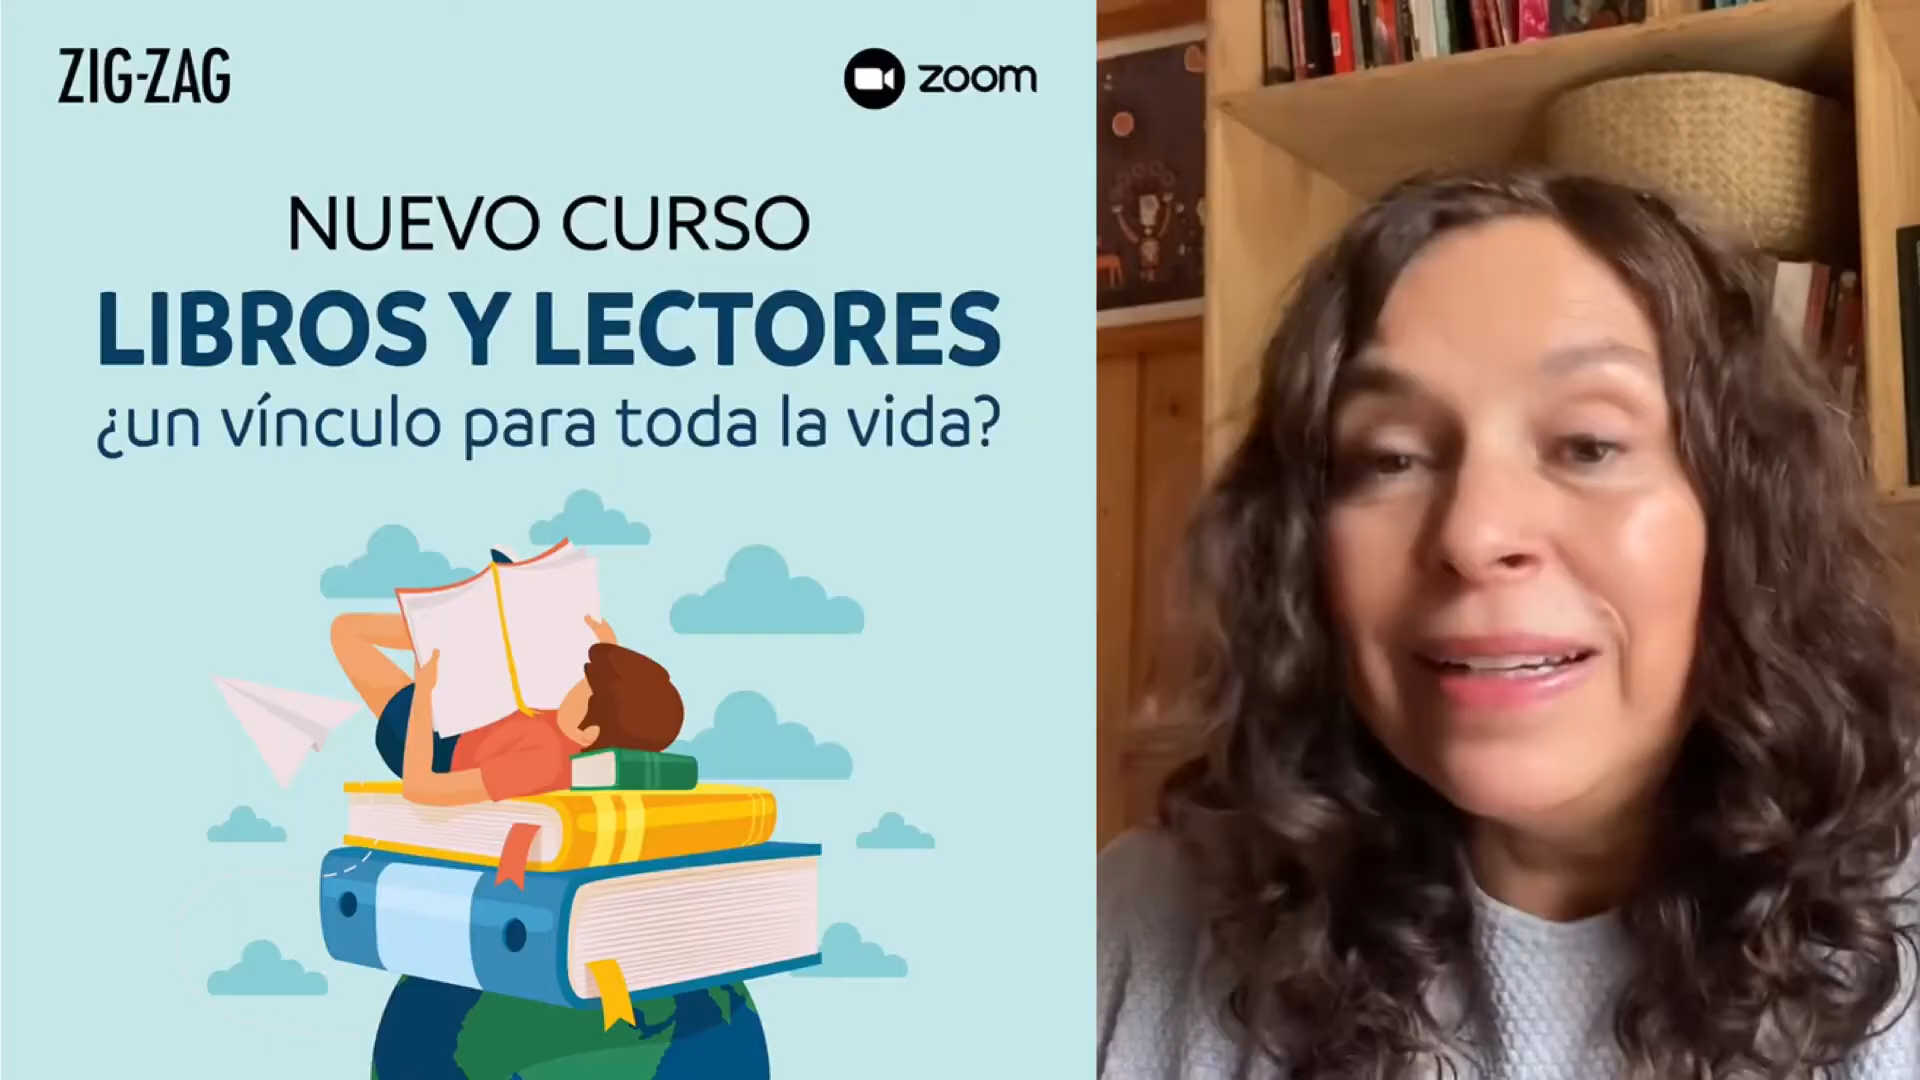 ZIG-ZAG
zoom
NUEVO CURSO
LIBROS Y LECTORES
¿un vínculo para toda la vida?